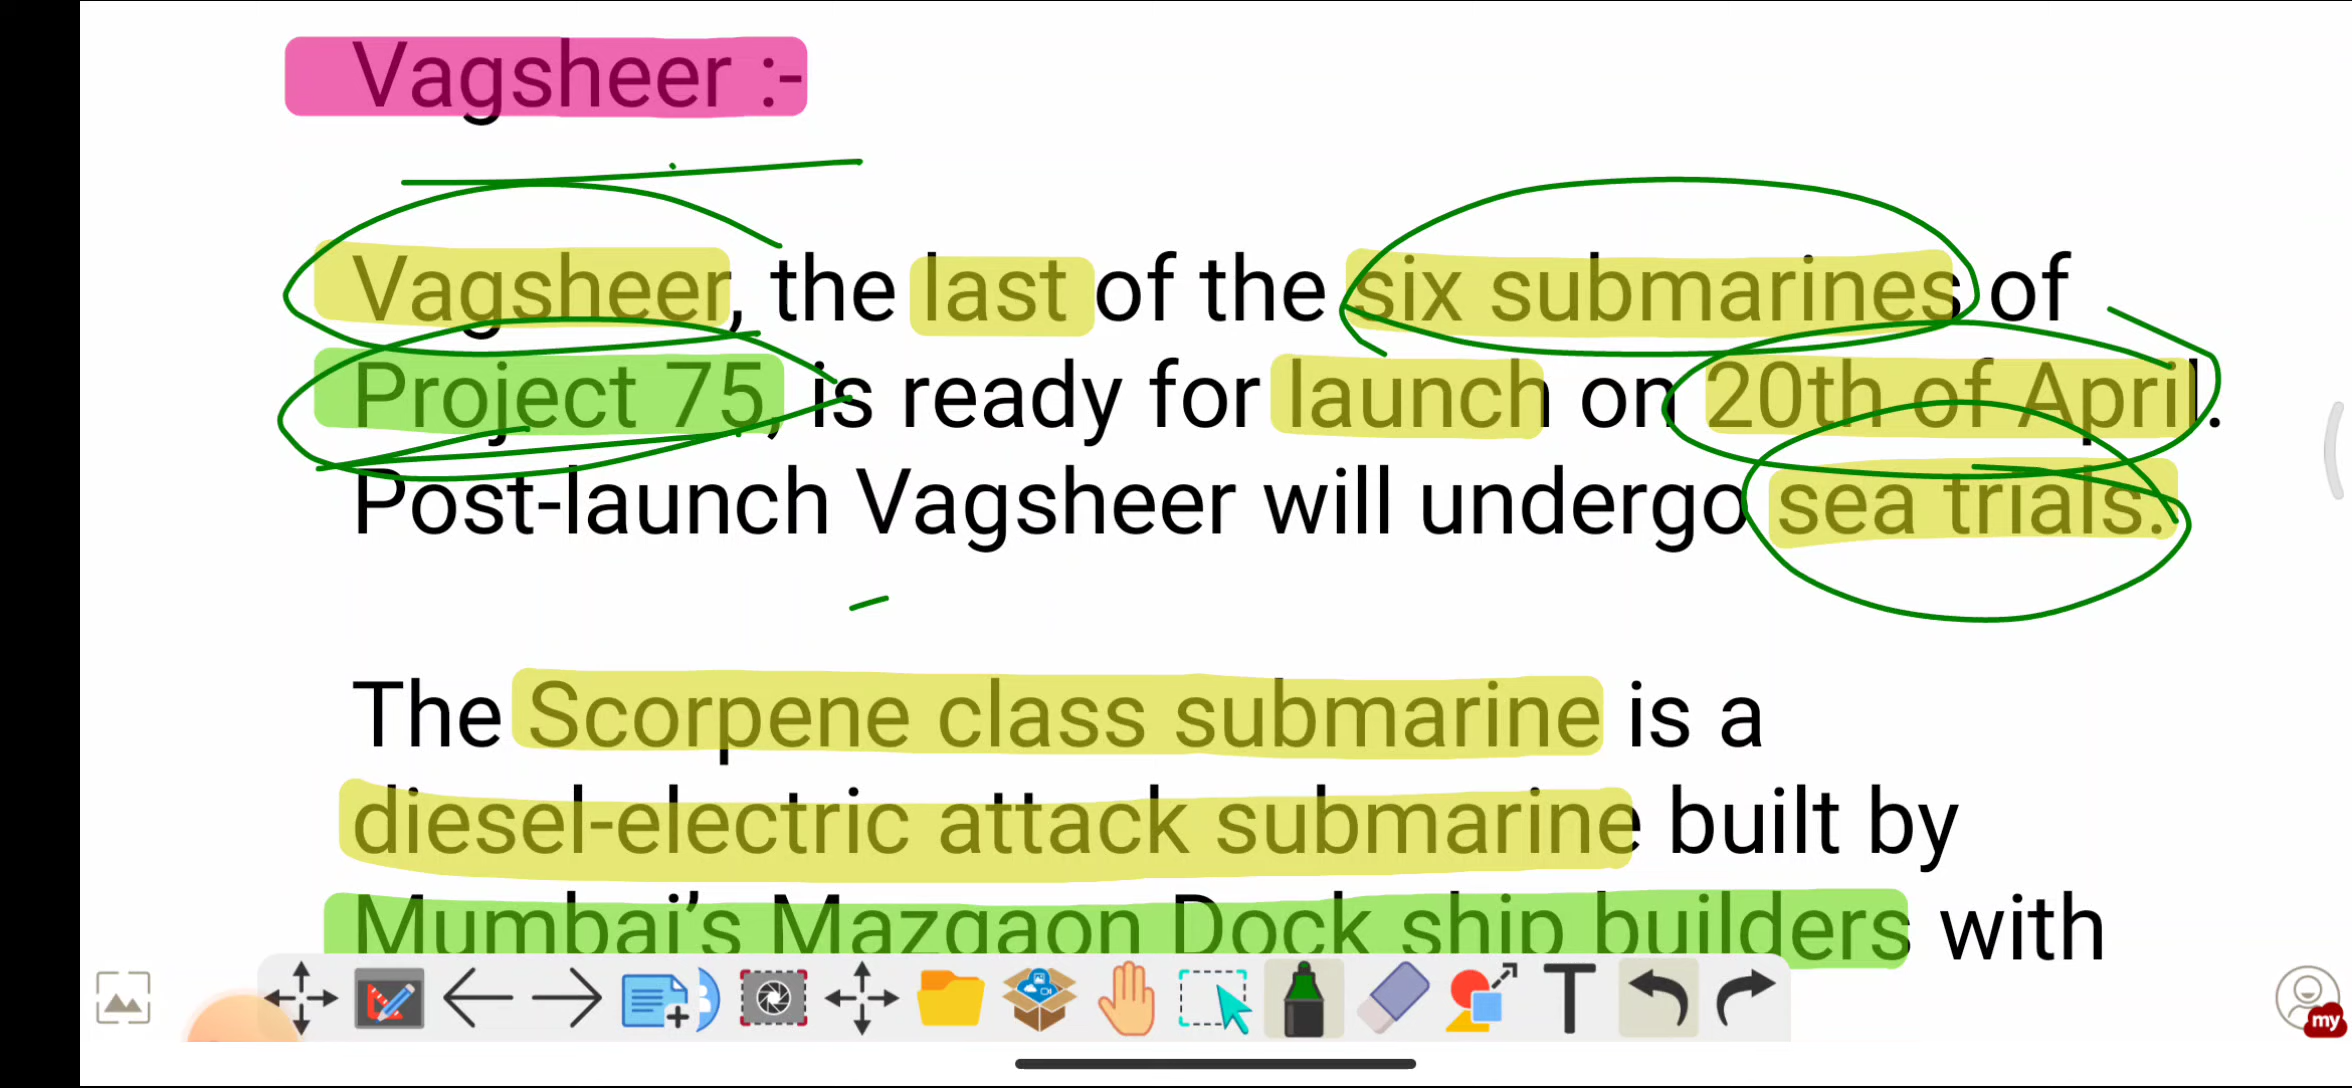 Vagsheer :-
Vagsheer, the last of the six submarines of
Project 75, is ready for launch on 20th of April.
Post-launch Vagsheer will undergo sea trials.
The Scorpene class submarine is a
diesel-electric attack submarine built by
Mumbai's Mazgaon Dock ship builders with
T
my